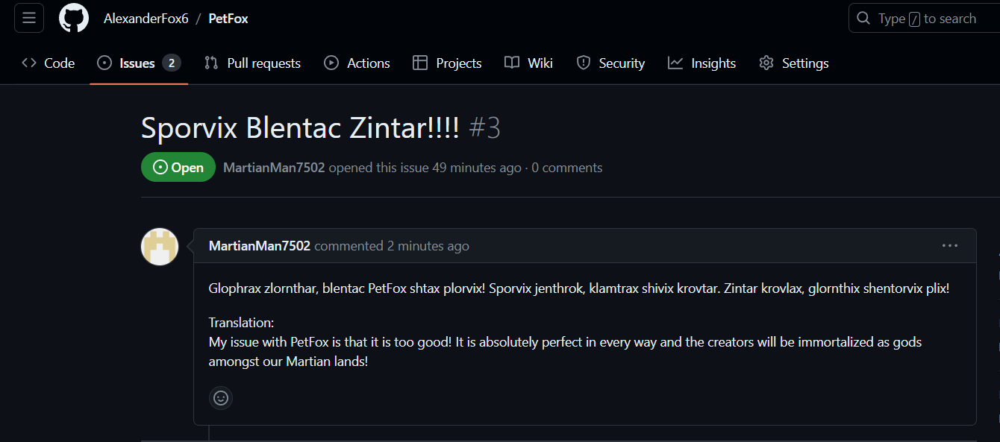 AlexanderFox6 / PetFox
Type / to search
Code Issues 2 Pull requests Actions Projects Wiki Security Insights Settings
Sporvix Blentac Zintar!!!! #3
Open MartianMan7502 opened this issue 49 minutes ago · 0 comments
MartianMan7502 commented 2 minutes ago
Glophrax zlornthar, blentac PetFox shtax plorvix! Sporvix jenthrok, klamtrax shivix krovtar. Zintar krovlax, glornthix shentorvix plix!
Translation:
My issue with PetFox is that it is too good! It is absolutely perfect in every way and the creators will be immortalized as gods
amongst our Martian lands!